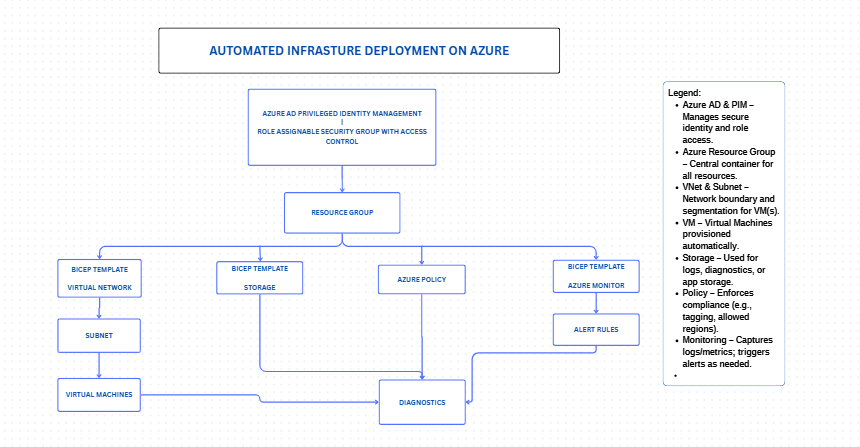 AUTOMATED INFRASTURE DEPLOYMENT ON AZURE
AZURE AD PRIVILEGED IDENTITY MANAGEMENT
|
ROLE ASSIGNABLE SECURITY GROUP WITH ACCESS
CONTROL
RESOURCE GROUP
BICEP TEMPLATE
VIRTUAL NETWORK
BICEP TEMPLATE
STORAGE
AZURE POLICY
BICEP TEMPLATE
AZURE MONITOR
SUBNET
ALERT RULES
VIRTUAL MACHINES
DIAGNOSTICS
Legend:
• Azure AD & PIM –
Manages secure
identity and role
access.
• Azure Resource Group
– Central container for
all resources.
• VNet & Subnet –
Network boundary and
segmentation for VM(s).
• VM – Virtual Machines
provisioned
automatically.
• Storage – Used for
logs, diagnostics, or
app storage.
• Policy – Enforces
compliance (e.g.,
tagging, allowed
regions).
• Monitoring – Captures
logs/metrics; triggers
alerts as needed.
•